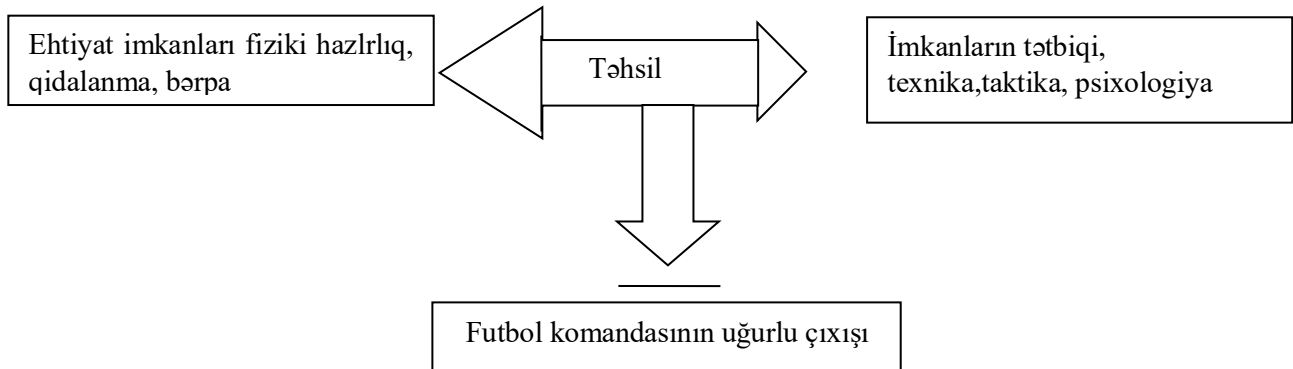 Ehtiyat imkanları fiziki hazlrlıq,
qidalanma, bərpa
Təhsil
İmkanların tətbiqi,
texnika,taktika, psixologiya
Futbol komandasının uğurlu çıxışı